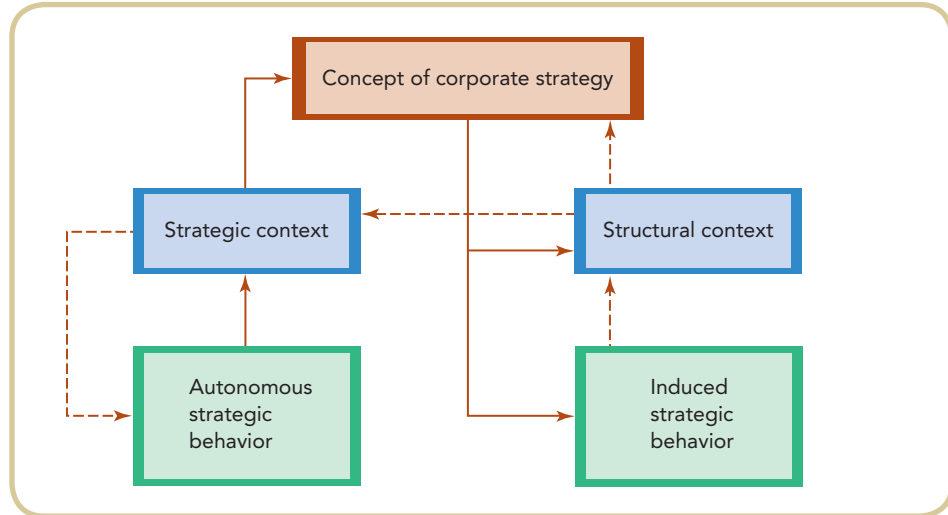 Concept of corporate strategy
Strategic context
Structural context
Autonomous
strategic
behavior
Induced
strategic
behavior